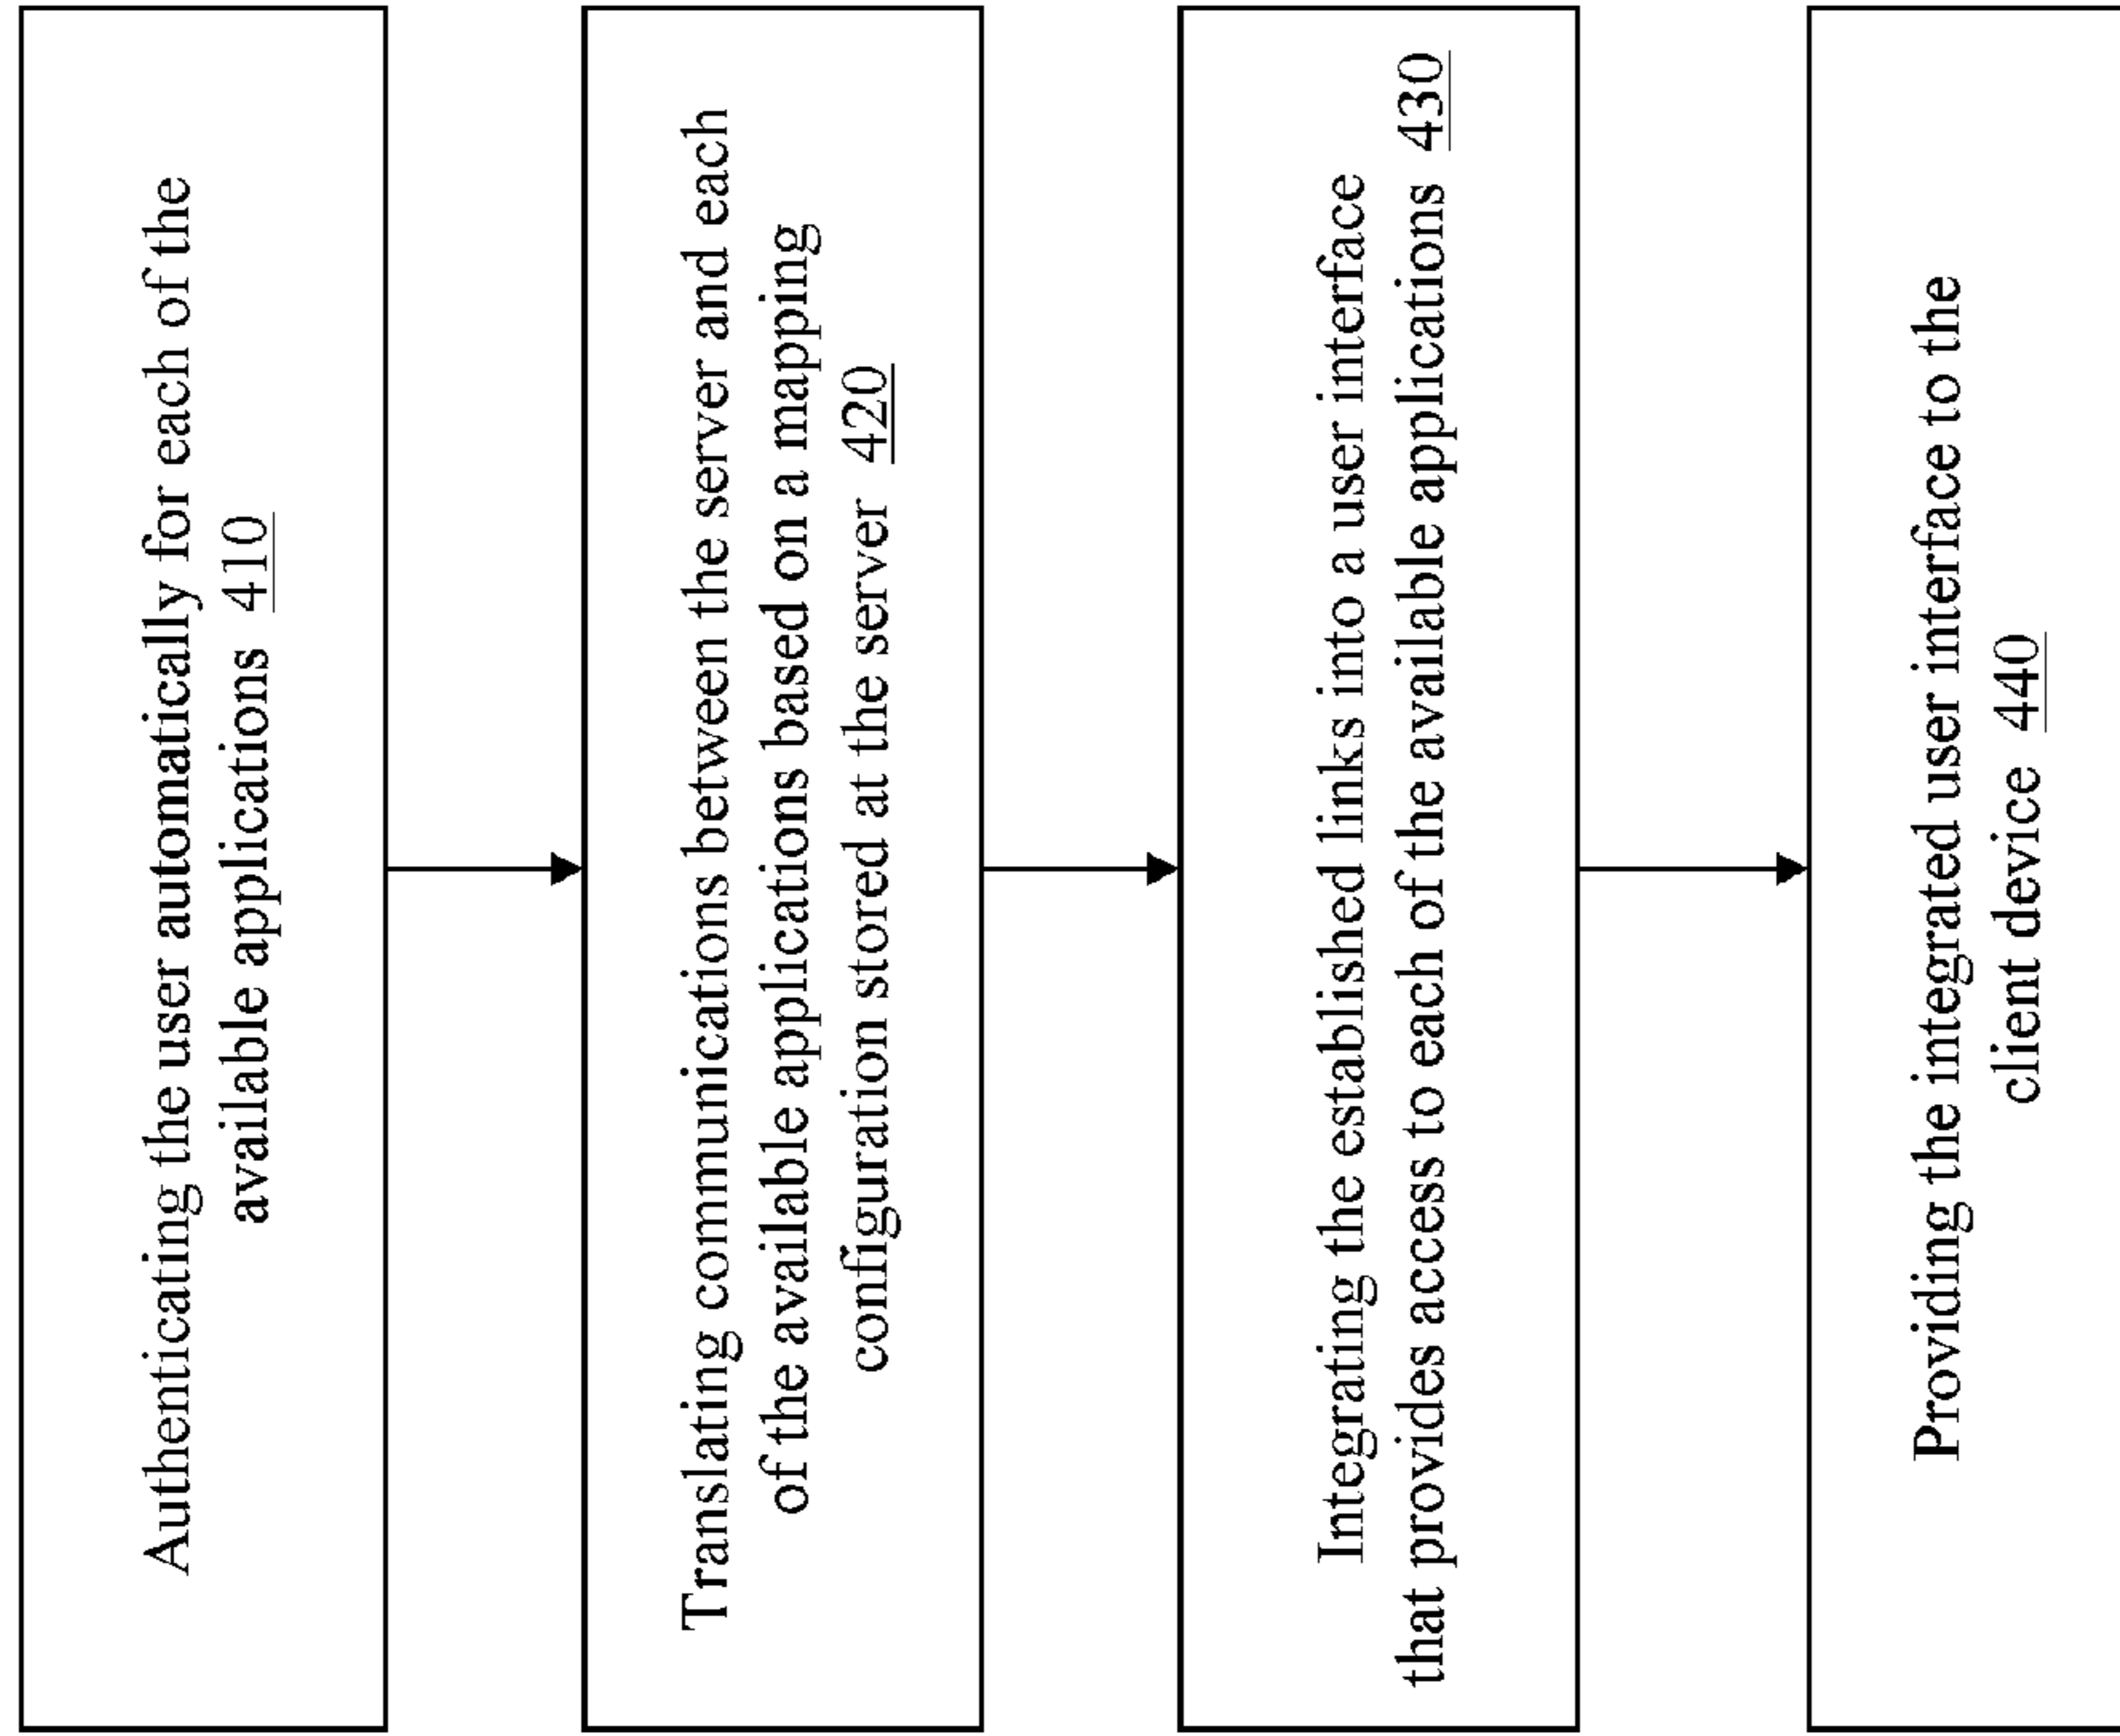 Authenticating the user automatically for each of the
available applications 410
Translating communications between the server and each
of the available applications based on a mapping
configuration stored at the server 420
Integrating the established links into a user interface
that provides access to each of the available applications 430
Providing the integrated user interface to the
client device 440